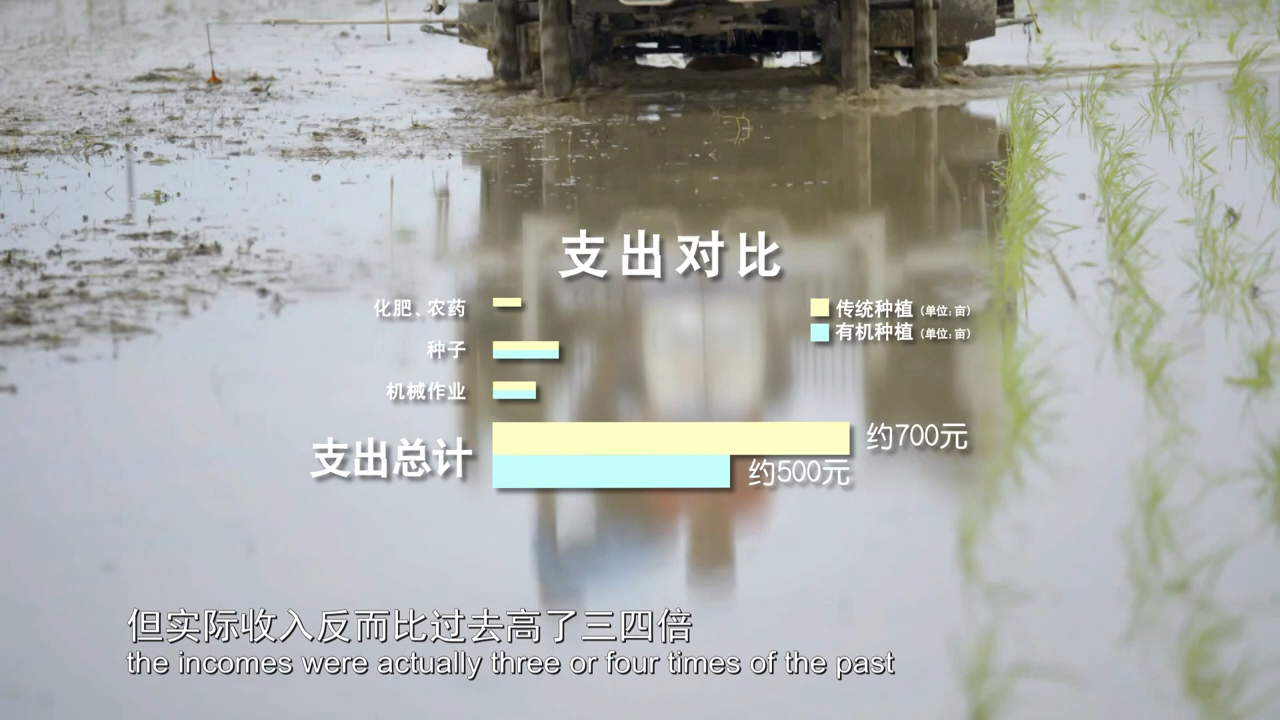 支出对比
化肥、农药
传统种植（单位:亩）
有机种植（单位:亩）
种子
机械作业
支出总计
约700元
约500元
但实际收入反而比过去高了三四倍
the incomes were actually three or four times of the past